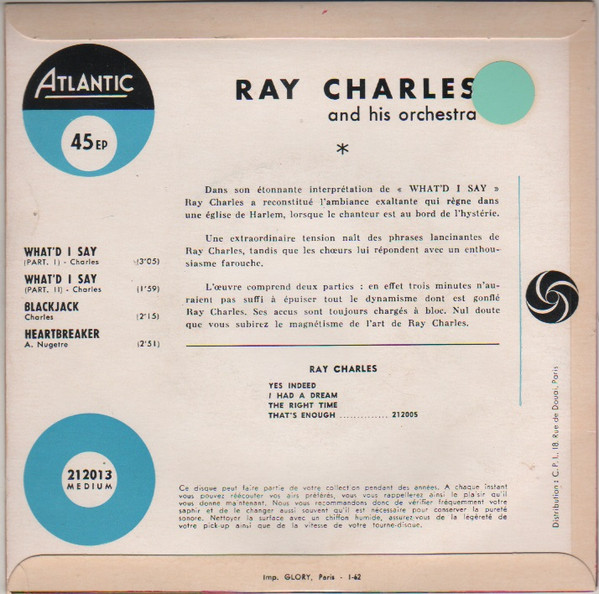 ATLANTIC
45 EP
RAY CHARLES
and his orchestra
*
Dans son étonnante interprétation de « WHAT'D I SAY »
Ray Charles a reconstitué l'ambiance exaltante qui règne dans
une église de Harlem, lorsque le chanteur est au bord de l'hystérie.
Une extraordinaire tension naît des phrases lancinantes de
Ray Charles, tandis que les chœurs lui répondent avec un enthou-
siasme farouche.
L'œuvre comprend deux parties : en effet trois minutes n'au-
raient pas suffi à épuiser tout le dynamisme dont est gonflé
Ray Charles. Ses accus sont toujours chargés à bloc. Nul doute
que vous subirez le magnétisme de l'art de Ray Charles.
WHAT'D I SAY
(PART. I) - Charles (3'05)
WHAT'D I SAY
(PART. II) - Charles (1'59)
BLACKJACK
Charles (2'15)
HEARTBREAKER
A. Nugetre (2'51)
RAY CHARLES
YES INDEED
I HAD A DREAM
THE RIGHT TIME
THAT'S ENOUGH ............. 212005
212013
MEDIUM
Ce disque peut faire partie de votre collection pendant des années. A chaque instant
vous pouvez réécouter vos airs préférés, vous vous rappellerez ainsi le plaisir qu'il
vous donne maintenant. Nous vous recommandons donc de vérifier fréquemment votre
saphir et de le changer aussi souvent qu'il est nécessaire pour conserver la pureté
sonore. Nettoyer la surface avec un chiffon humide, assurez-vous de la légèreté de
votre pick-up ainsi que de la vitesse de votre tourne-disque.
Distribution : C.P.I., 18, Rue de Douai, Paris
Imp. GLORY, Paris - 1-62